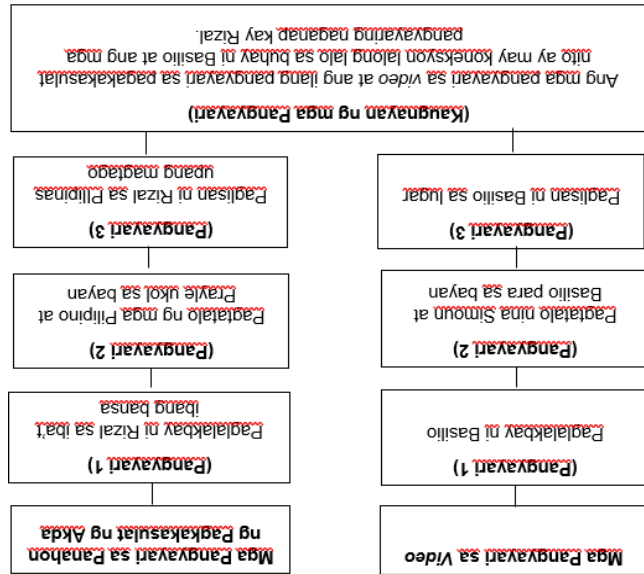 Mga Pangyayari sa Video
(Pangyayari 1)
Paglalakbay ni Basilio
(Pangyayari 2)
Pagtatalo nina Simoun at
Basilio para sa bayan
(Pangyayari 3)
Paglisan ni Basilio sa lugar
Mga Pangyayari sa Panahon
ng Pagkakasulat ng Akda
(Pangyayari 1)
Paglalakbay ni Rizal sa iba't
ibang bansa
(Pangyayari 2)
Pagtatalo ng mga Pilipino at
Prayle ukol sa bayan
(Pangyayari 3)
Paglisan ni Rizal sa PIlipinas
upang magtago
(Kaugnayan ng mga Pangyayari)
Ang mga pangyayari sa video at ang ilang pangyayari sa pagakakasulat
nito ay may koneksyon lalong lalo sa buhay ni Basilio at ang mga
pangyayaring naganap kay Rizal.